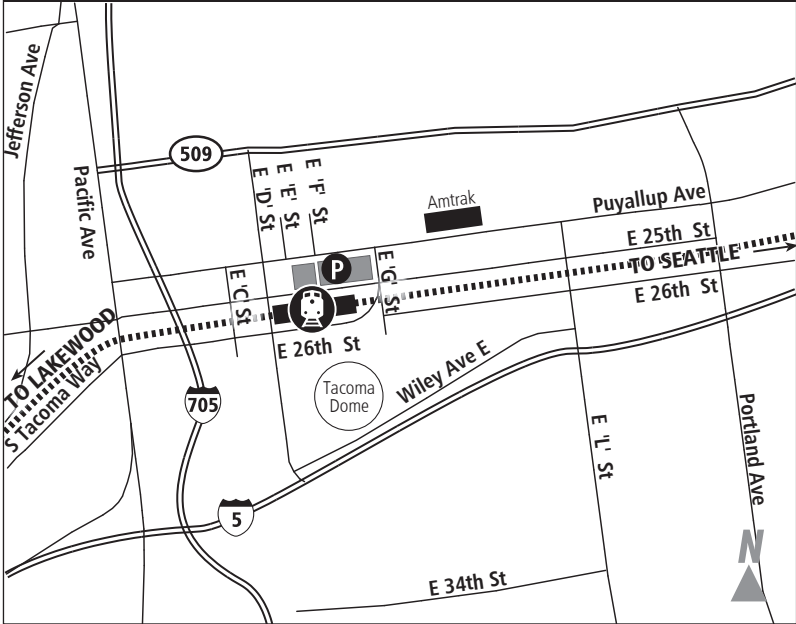 Jefferson Ave
Pacific Ave
509
E 'D' St
E 'E' St
E 'F' St
Amtrak
Puyallup Ave
E 25th St
TO SEATTLE
E 26th St
P
E 'G' St
E 'C' St
E 26th St
TO LAKEWOOD
S Tacoma Way
705
Tacoma
Dome
Wiley Ave E
E 'L' St
Portland Ave
5
E 34th St
N